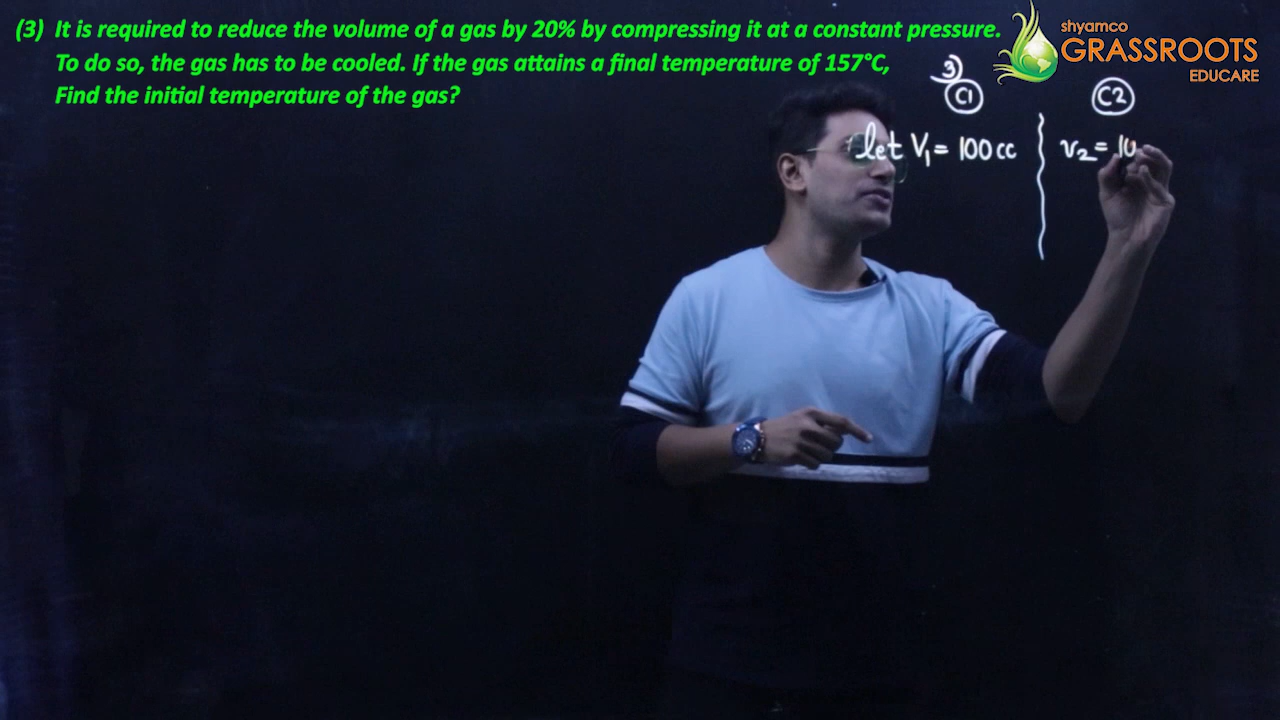 (3) It is required to reduce the volume of a gas by 20% by compressing it at a constant pressure.
To do so, the gas has to be cooled. If the gas attains a final temperature of 157°C,
Find the initial temperature of the gas?
shyamco
GRASSROOTS
EDUCARE
3)
C1 C2
let V₁ = 100 cc v₂ = 10